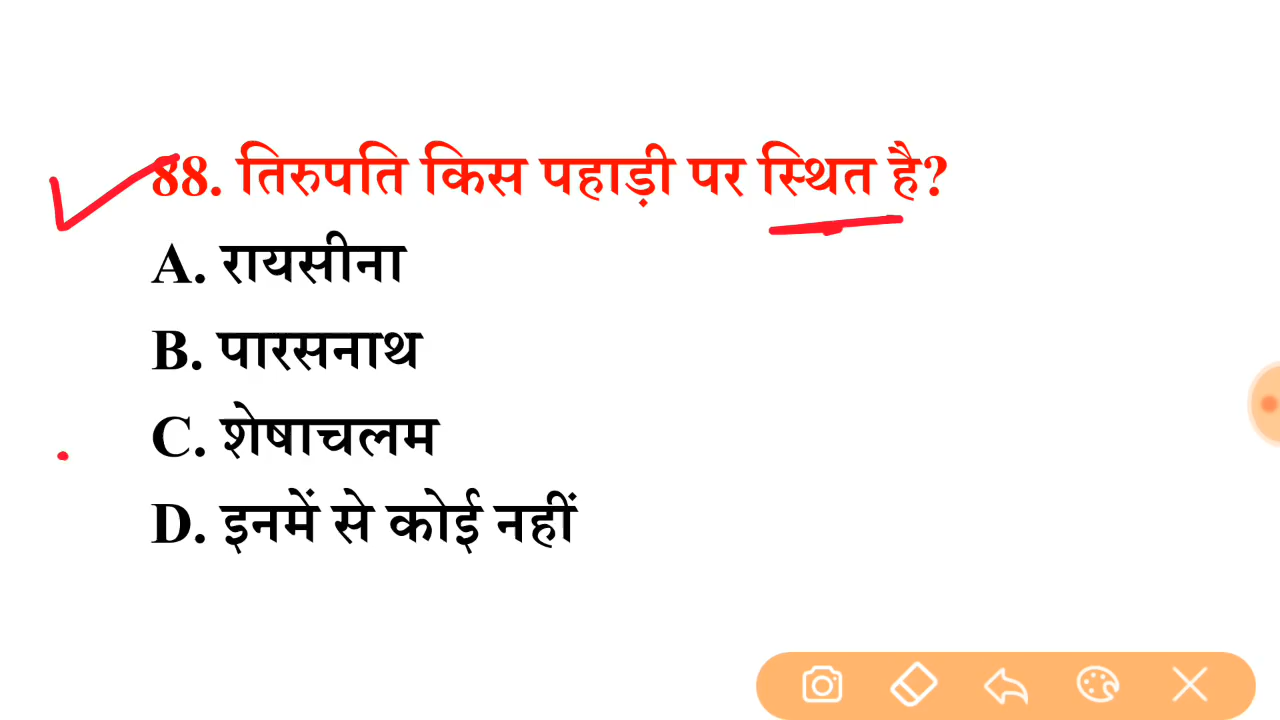 88. तिरुपति किस पहाड़ी पर स्थित है?
A. रायसीना
B. पारसनाथ
C. शेषाचलम
D. इनमें से कोई नहीं